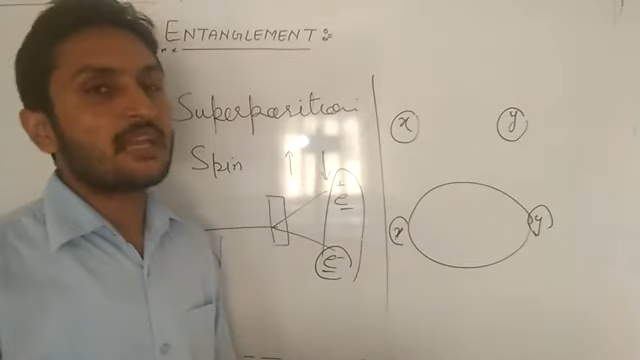 ENTANGLEMENT:-
Superposition
Spin ↑ ↓
e+
e-
x y
x y